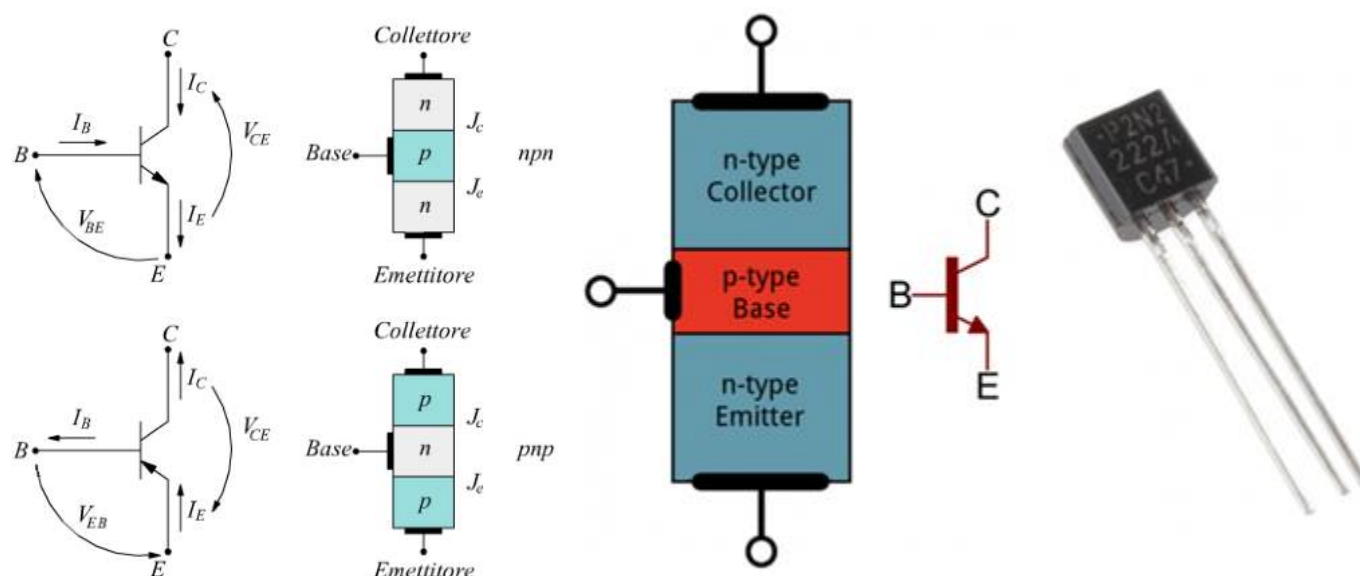 C
I_C
I_B
B
V_CE
V_BE
I_E
E
Collettore
n
J_c
Base
p
npn
J_e
n
Emettitore
C
I_C
I_B
B
V_CE
V_EB
I_E
E
Collettore
p
J_c
Base
n
pnp
J_e
p
Emettitore
n-type
Collector
p-type
Base
n-type
Emitter
C
B
E
P2N2
222A
C47